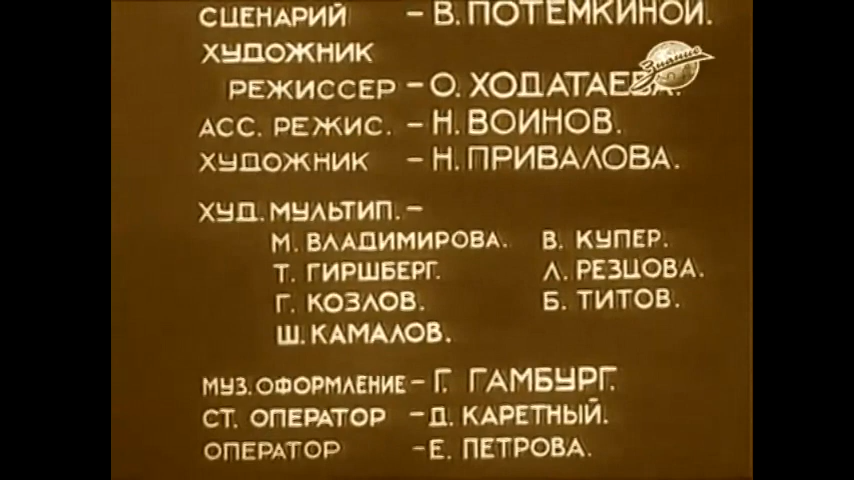 СЦЕНАРИЙ – В. ПОТЕМКИНОЙ.
Знание
ХУДОЖНИК
РЕЖИССЕР – О. ХОДАТАЕВА.
АСС. РЕЖИС. – Н. ВОИНОВ.
ХУДОЖНИК – Н. ПРИВАЛОВА.
ХУД. МУЛЬТИП. –
М. ВЛАДИМИРОВА. В. КУПЕР.
Т. ГИРШБЕРГ. Л. РЕЗЦОВА.
Г. КОЗЛОВ. Б. ТИТОВ.
Ш. КАМАЛОВ.
МУЗ. ОФОРМЛЕНИЕ – Г. ГАМБУРГ.
СТ. ОПЕРАТОР – Д. КАРЕТНЫЙ.
ОПЕРАТОР – Е. ПЕТРОВА.